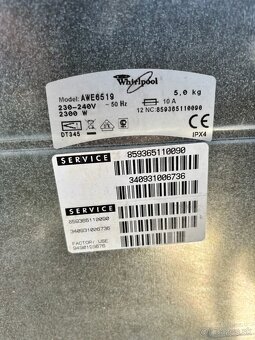 Whirlpool
Model: AWE6519
5,0 kg
230-240V
~ 50 Hz
10 A
2300 W
12 NC 859365110090
DT345
IPX4
SERVICE
859365110090
340931006736
SERVICE
859365110090
340931006736
FACTORY USE